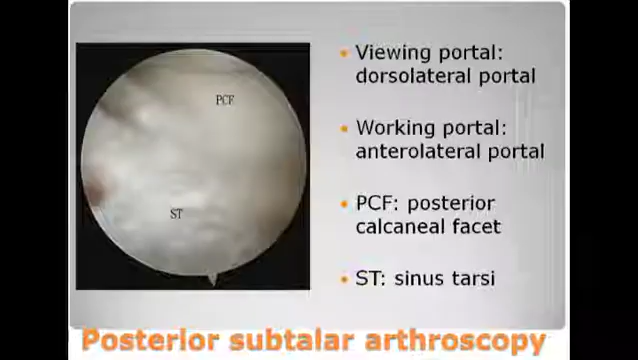 PCF
ST
Viewing portal:
dorsolateral portal
Working portal:
anterolateral portal
PCF: posterior
calcaneal facet
ST: sinus tarsi
Posterior subtalar arthroscopy